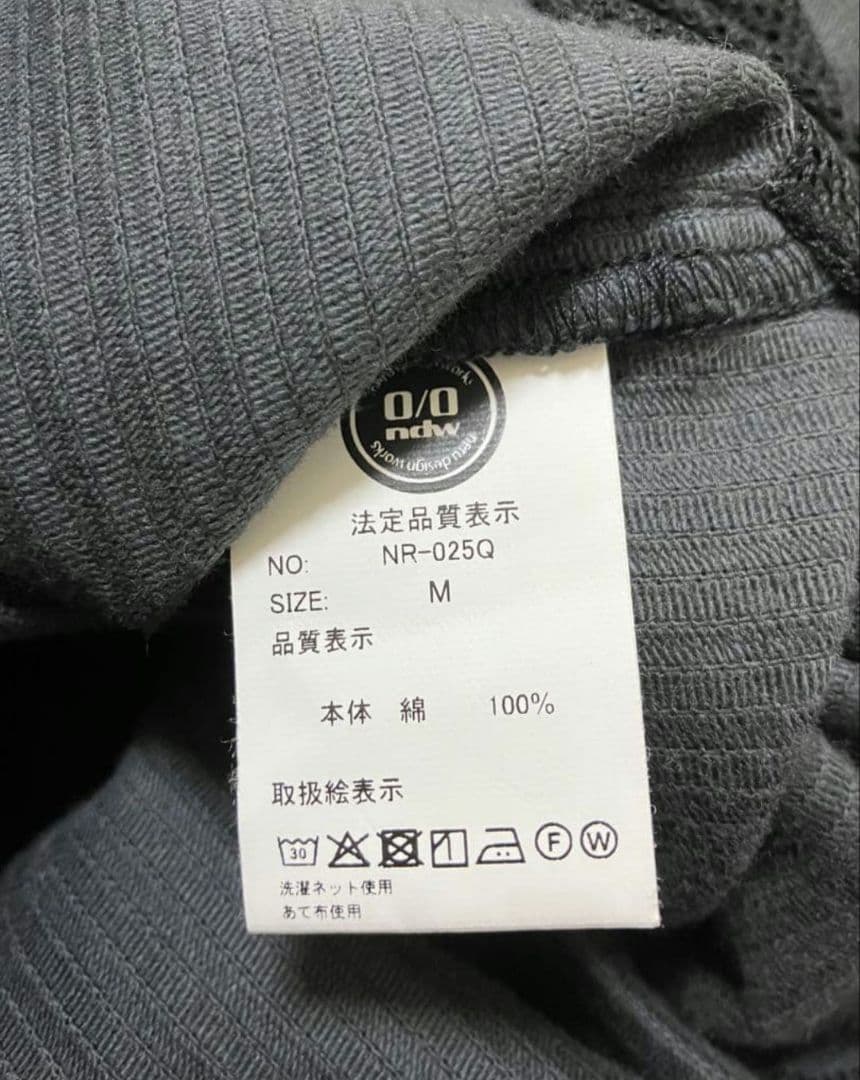 0/0
ndw
neru design works
法定品質表示
NO: NR-025Q
SIZE: M
品質表示
本体 綿 100%
取扱絵表示
30 F W
洗濯ネット使用
あて布使用